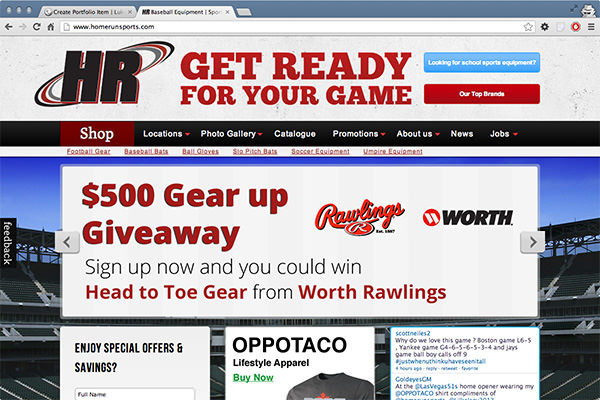 Create Portfolio Item | Luk
HR Baseball Equipment | Sport
www.homerunsports.com
HR
GET READY
FOR YOUR GAME
Looking for school sports equipment?
Our Top Brands
Shop Locations Photo Gallery Catalogue Promotions About us News Jobs
Football Gear Baseball Bats Ball Gloves Slo Pitch Bats Soccer Equipment Umpire Equipment
feedback
$500 Gear up
Giveaway
Rawlings
Est. 1887
WORTH
Sign up now and you could win
Head to Toe Gear from Worth Rawlings
ENJOY SPECIAL OFFERS &
SAVINGS?
Full Name
OPPOTACO
Lifestyle Apparel
Buy Now
scottneiles2
Why do we love this game ? Boston game L6-5
, Yankee game G4-6-5-6-5-3-4 and Jays
game ball boy calls off 9
#justwhenuthinkuhaveseenitall
4 hours ago · reply · retweet · favorite
GoldeyesGM
At the @LasVegas51s home opener wearing my
@OPPOTACO shirt compliments of